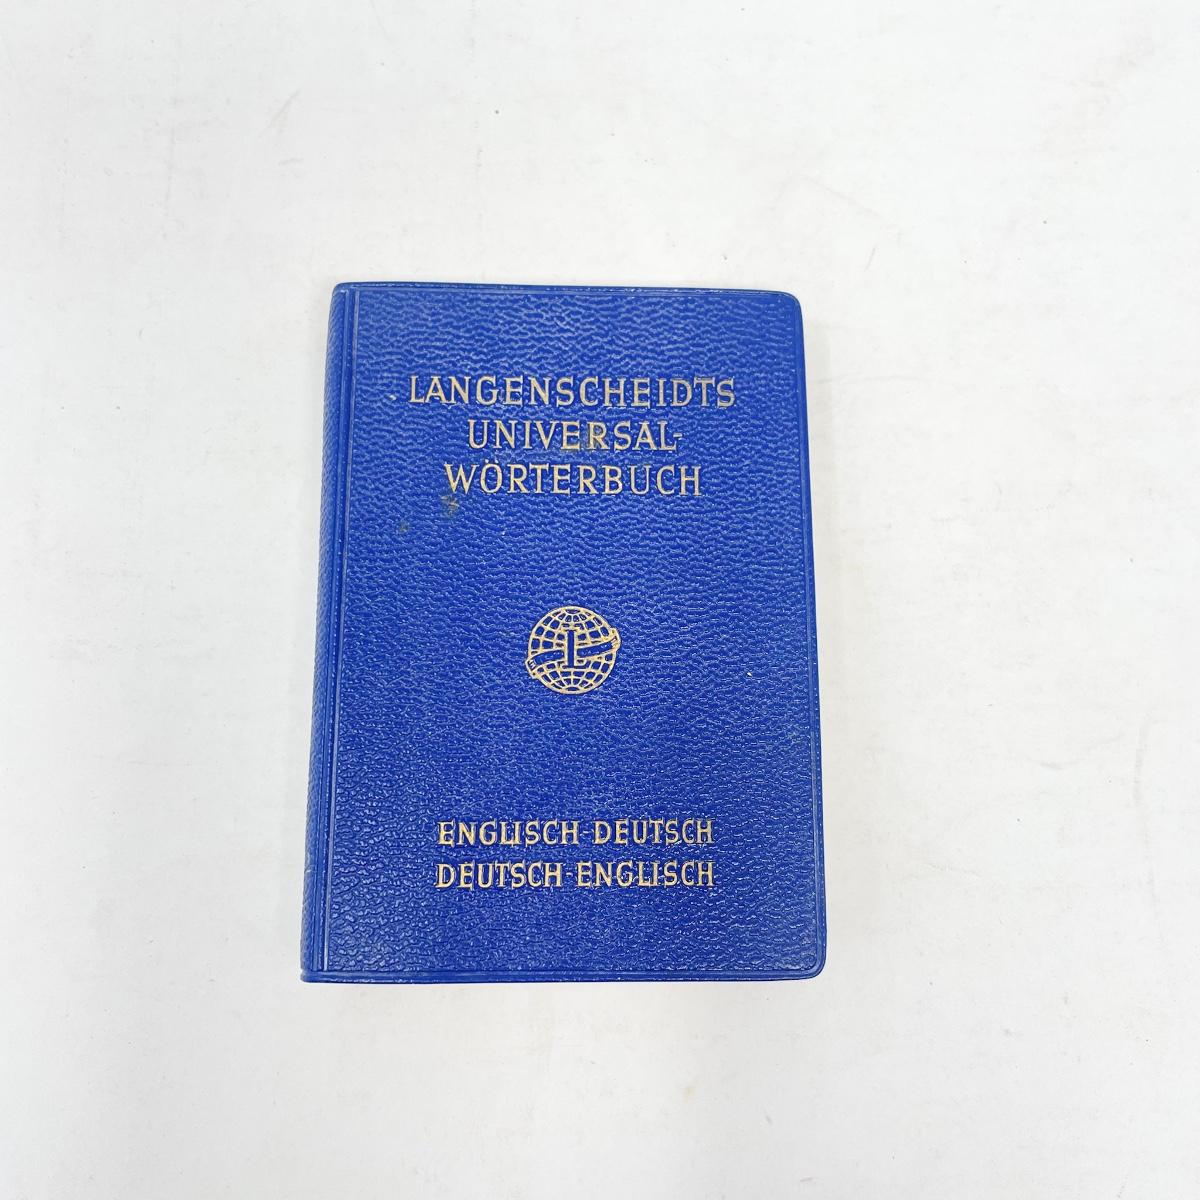 LANGENSCHEIDTS
UNIVERSAL-
WÖRTERBUCH
L
ENGLISCH-DEUTSCH
DEUTSCH-ENGLISCH